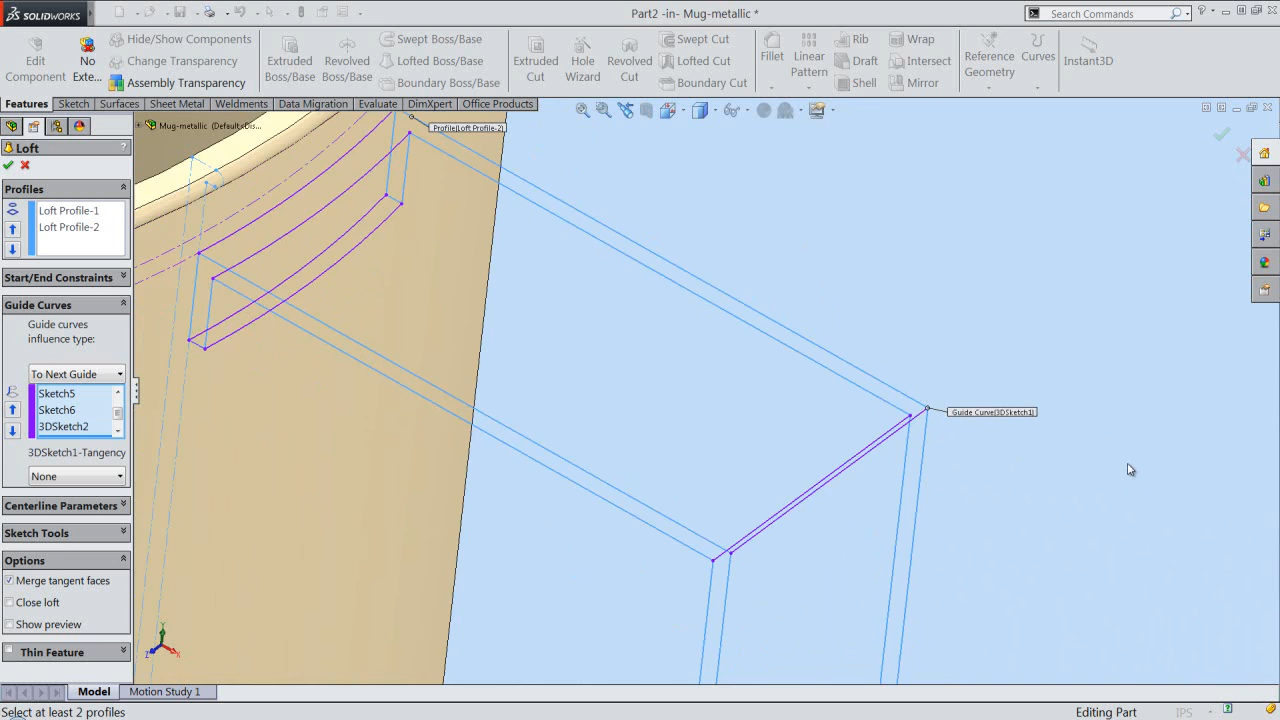 SOLIDWORKS
Part2 -in- Mug-metallic *
Search Commands
Edit Component
No Exte...
Hide/Show Components
Change Transparency
Assembly Transparency
Extruded Boss/Base
Revolved Boss/Base
Swept Boss/Base
Lofted Boss/Base
Boundary Boss/Base
Extruded Cut
Hole Wizard
Revolved Cut
Swept Cut
Lofted Cut
Boundary Cut
Fillet
Linear Pattern
Rib
Draft
Shell
Wrap
Intersect
Mirror
Reference Geometry
Curves
Instant3D
Features
Sketch
Surfaces
Sheet Metal
Weldments
Data Migration
Evaluate
DimXpert
Office Products
Mug-metallic (Default<Dis...
Profile(Loft Profile-2)
Loft
Profiles
Loft Profile-1
Loft Profile-2
Start/End Constraints
Guide Curves
Guide curves
influence type:
To Next Guide
Sketch5
Sketch6
3DSketch2
Guide Curve(3DSketch1)
3DSketch1-Tangency
None
Centerline Parameters
Sketch Tools
Options
Merge tangent faces
Close loft
Show preview
Thin Feature
Y
Z
X
Model
Motion Study 1
Select at least 2 profiles
Editing Part
IPS